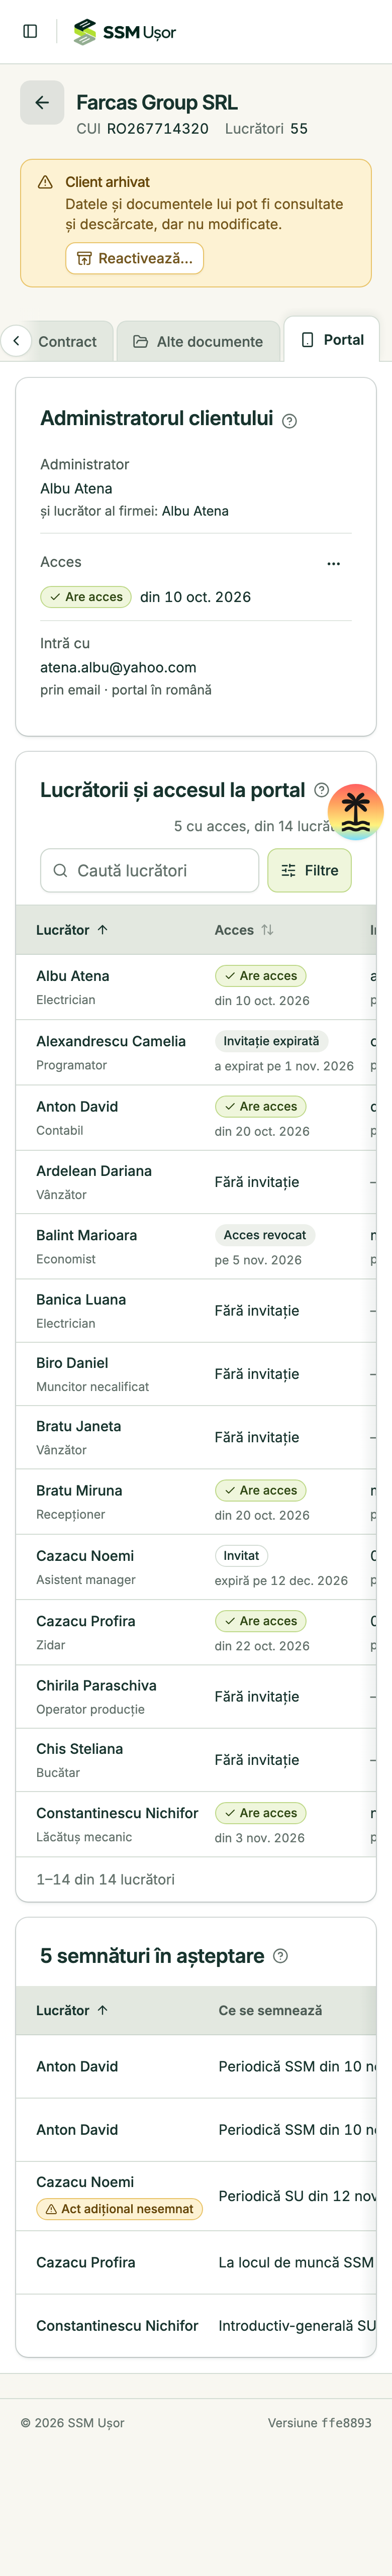 SSM Ușor
Farcas Group SRL
CUI RO267714320 Lucrători 55
Client arhivat
Datele și documentele lui pot fi consultate
și descărcate, dar nu modificate.
Reactivează...
Contract
Alte documente
Portal
Administratorul clientului
Administrator
Albu Atena
și lucrător al firmei: Albu Atena
Acces
Are acces din 10 oct. 2026
Intră cu
atena.albu@yahoo.com
prin email · portal în română
Lucrătorii și accesul la portal
5 cu acces, din 14
Caută lucrători
Filtre
Lucrător Acces
Albu Atena Are acces
Electrician din 10 oct. 2026
Alexandrescu Camelia Invitație expirată
Programator a expirat pe 1 nov. 2026
Anton David Are acces
Contabil din 20 oct. 2026
Ardelean Dariana
Vânzător
Fără invitație
Balint Marioara Acces revocat
Economist pe 5 nov. 2026
Banica Luana
Electrician
Fără invitație
Biro Daniel
Muncitor necalificat
Fără invitație
Bratu Janeta
Vânzător
Fără invitație
Bratu Miruna Are acces
Recepționer din 20 oct. 2026
Cazacu Noemi Invitat
Asistent manager expiră pe 12 dec. 2026
Cazacu Profira Are acces
Zidar din 22 oct. 2026
Chirila Paraschiva
Operator producție
Fără invitație
Chis Steliana
Bucătar
Fără invitație
Constantinescu Nichifor Are acces
Lăcătuș mecanic din 3 nov. 2026
1–14 din 14 lucrători
5 semnături în așteptare
Lucrător Ce se semnează
Anton David Periodică SSM din 10
Anton David Periodică SSM din 10
Cazacu Noemi
Act adițional nesemnat
Periodică SU din 12 nov
Cazacu Profira La locul de muncă SSM
Constantinescu Nichifor Introductiv-generală SU
© 2026 SSM Ușor Versiune ffe8893